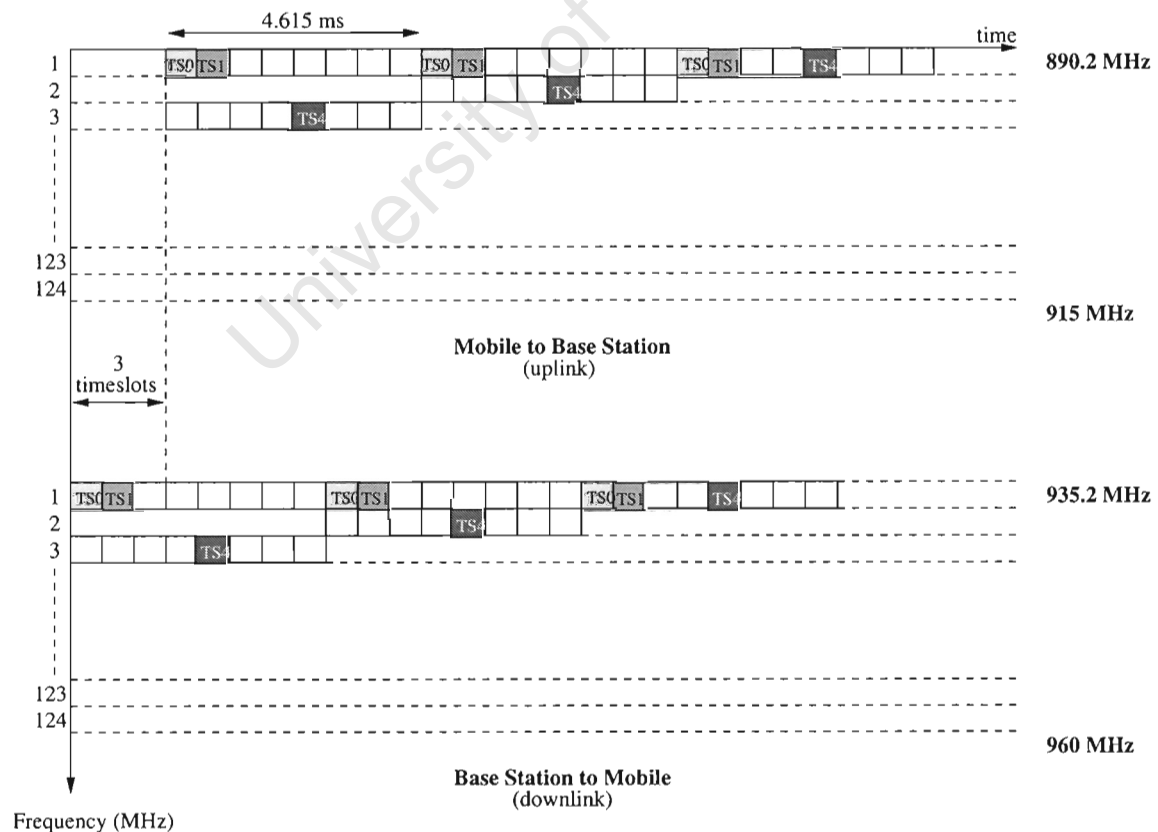 4.615 ms
time
1 TS0 TS1 TS0 TS1 TS0 TS1 TS4 890.2 MHz
2 TS4
3 TS4
123
124
915 MHz
Mobile to Base Station
(uplink)
3
timeslots
1 TS0 TS1 TS0 TS1 TS0 TS1 TS4 935.2 MHz
2 TS4
3 TS4
123
124
960 MHz
Base Station to Mobile
(downlink)
Frequency (MHz)
University of